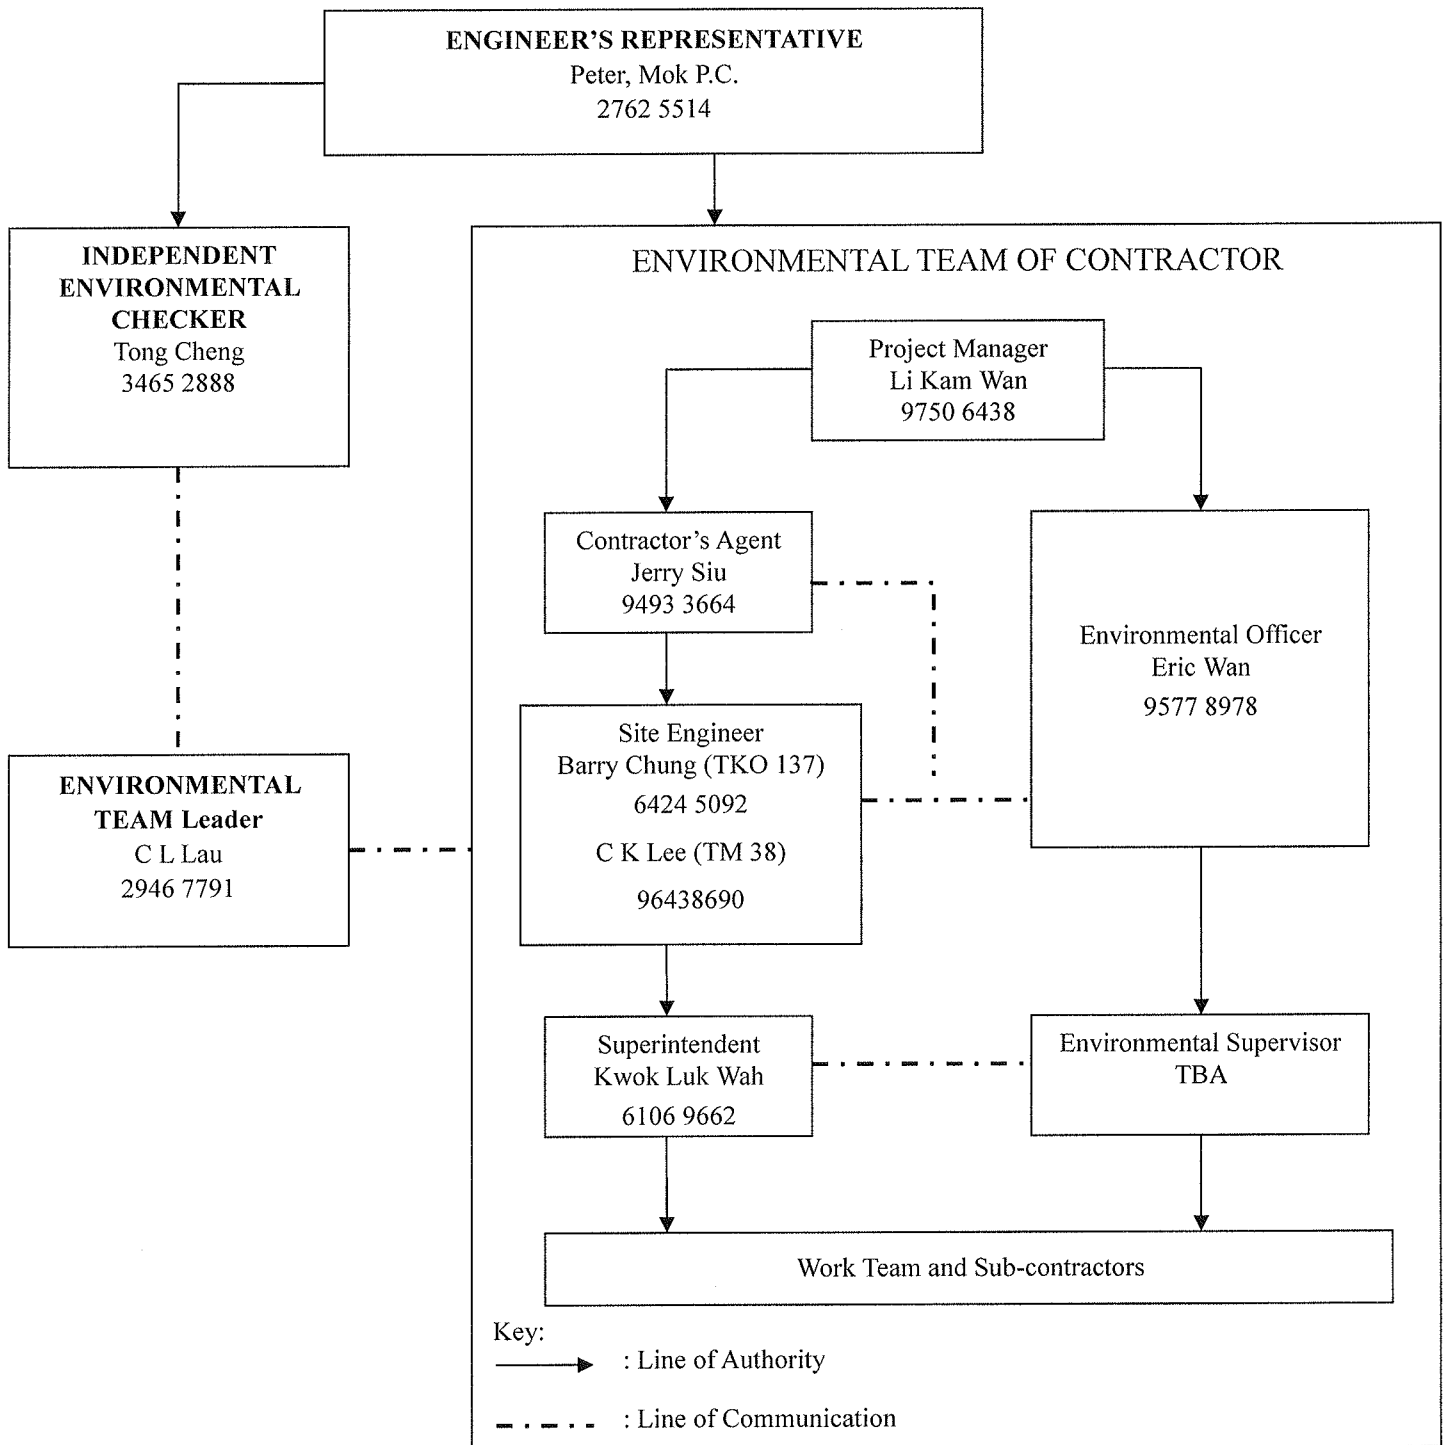 ENGINEER’S REPRESENTATIVE
Peter, Mok P.C.
2762 5514
INDEPENDENT
ENVIRONMENTAL
CHECKER
Tong Cheng
3465 2888
ENVIRONMENTAL
TEAM Leader
C L Lau
2946 7791
ENVIRONMENTAL TEAM OF CONTRACTOR
Project Manager
Li Kam Wan
9750 6438
Contractor’s Agent
Jerry Siu
9493 3664
Environmental Officer
Eric Wan
9577 8978
Site Engineer
Barry Chung (TKO 137)
6424 5092
C K Lee (TM 38)
96438690
Superintendent
Kwok Luk Wah
6106 9662
Environmental Supervisor
TBA
Work Team and Sub-contractors
Key:
: Line of Authority
: Line of Communication